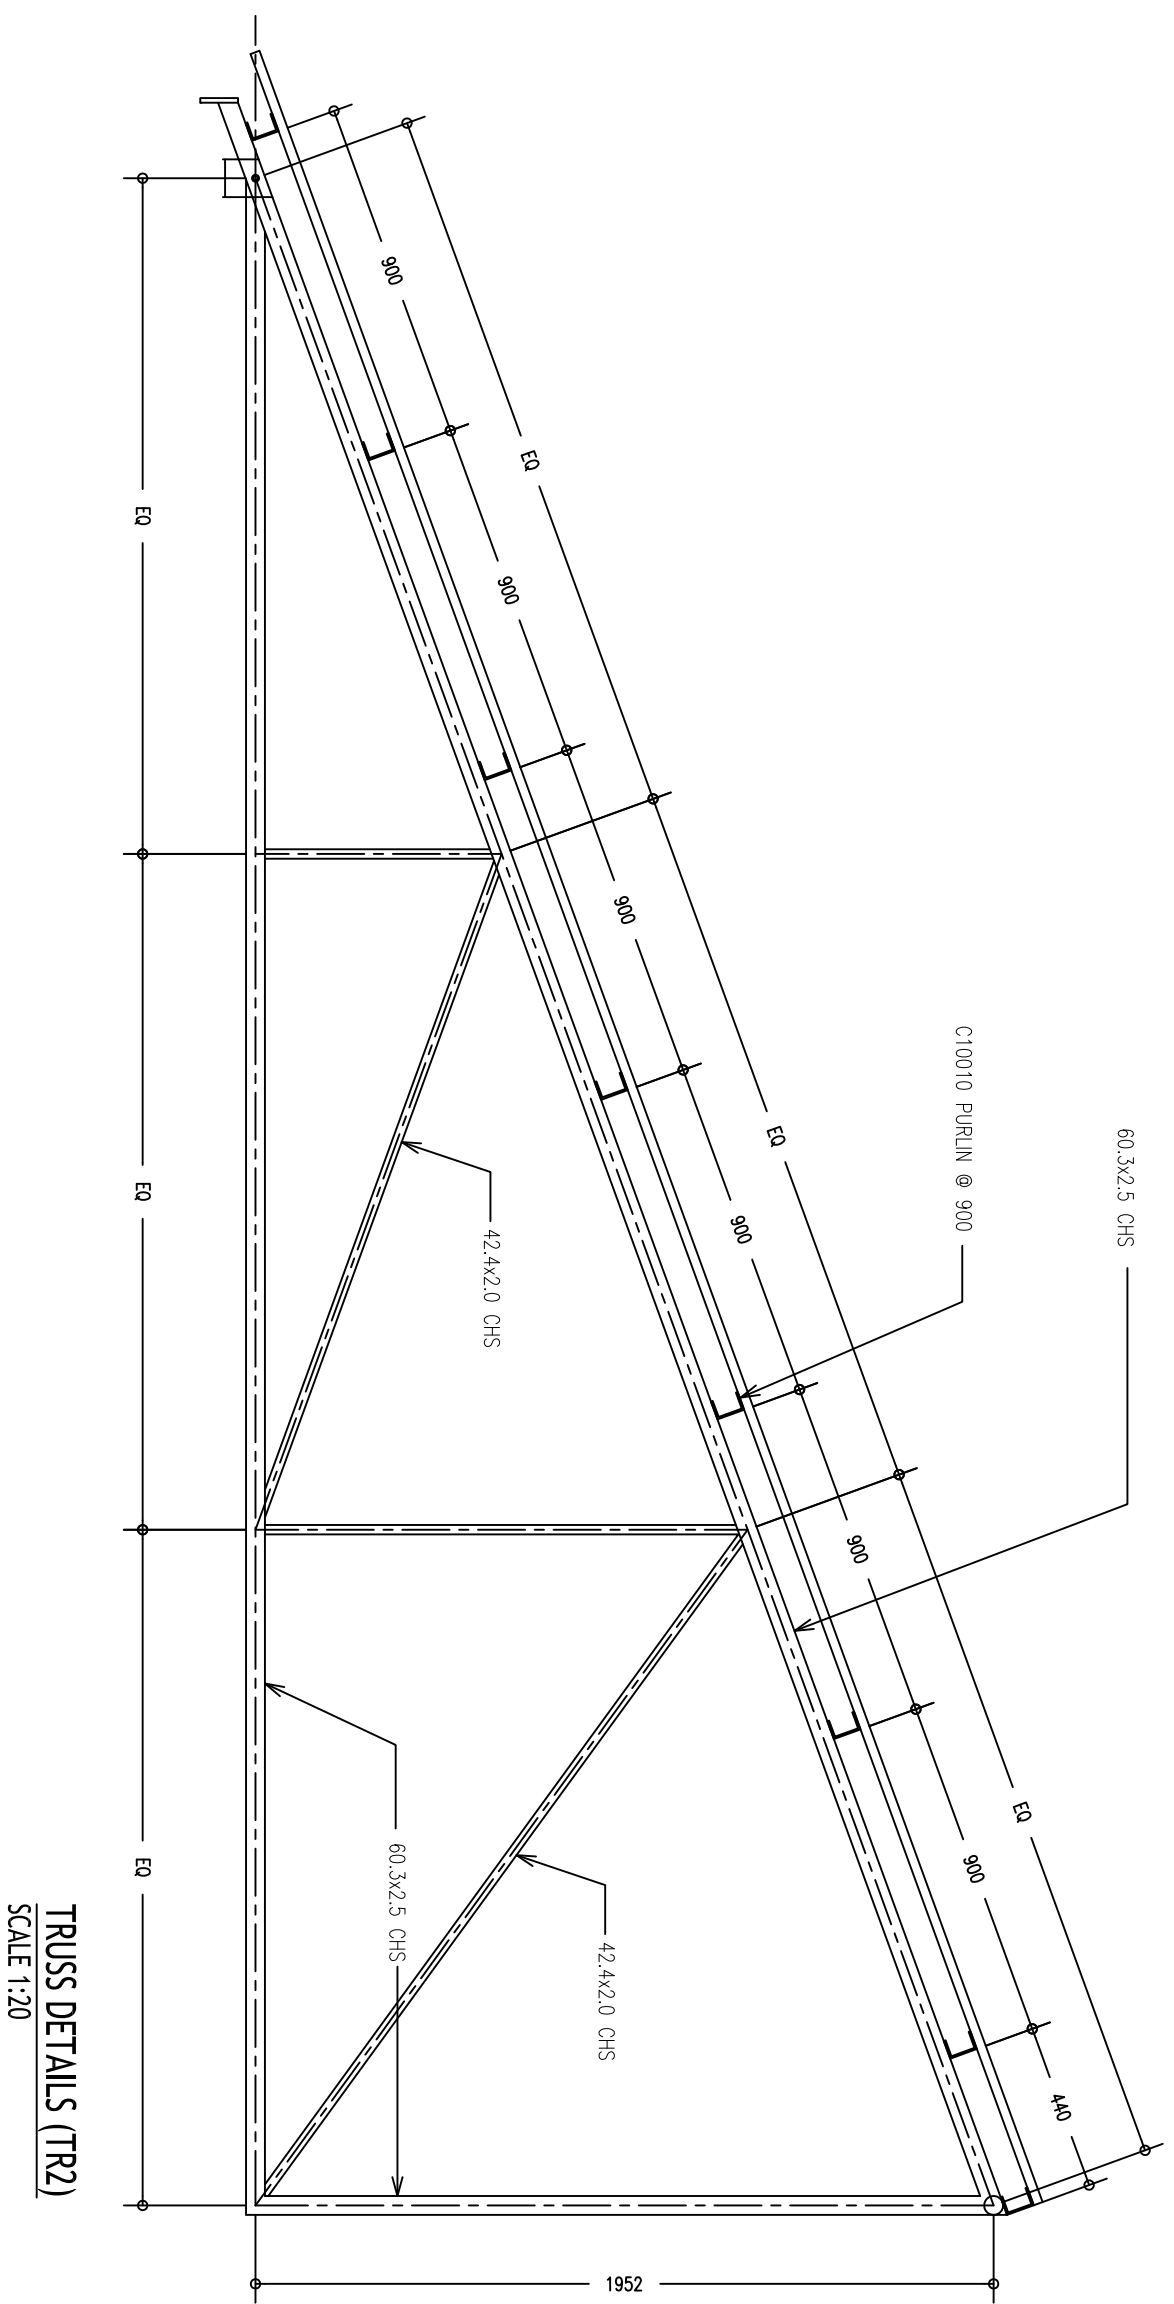 60.3x2.5 CHS
C10010 PURLIN @ 900
900
900
900
900
900
900
440
EQ
EQ
EQ
42.4x2.0 CHS
42.4x2.0 CHS
60.3x2.5 CHS
1952
EQ
EQ
EQ
TRUSS DETAILS (TR2)
SCALE 1:20